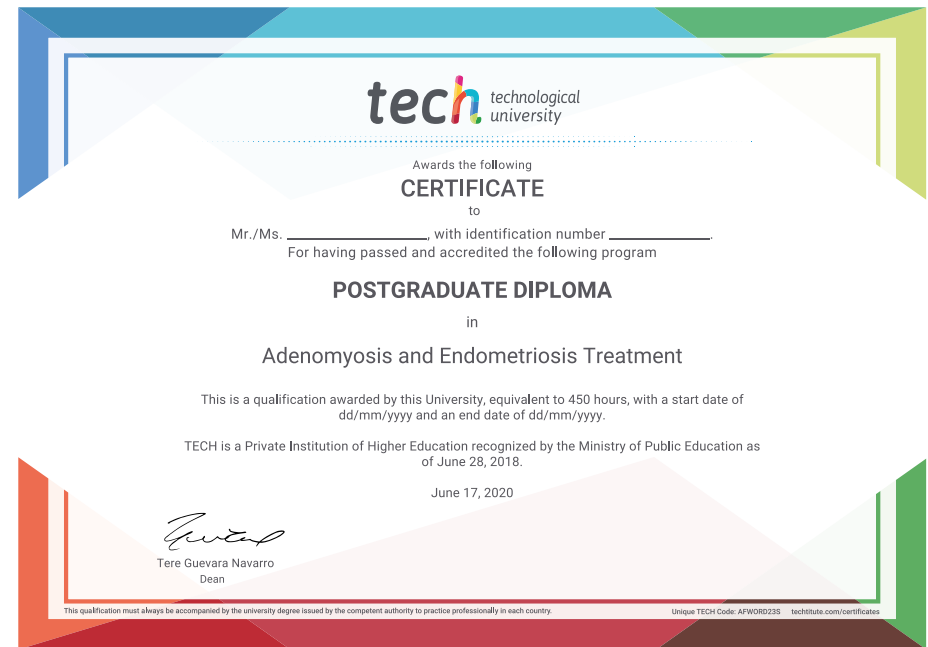 tech technological
university
Awards the following
CERTIFICATE
to
Mr./Ms. ____________________, with identification number ______________.
For having passed and accredited the following program
POSTGRADUATE DIPLOMA
in
Adenomyosis and Endometriosis Treatment
This is a qualification awarded by this University, equivalent to 450 hours, with a start date of
dd/mm/yyyy and an end date of dd/mm/yyyy.
TECH is a Private Institution of Higher Education recognized by the Ministry of Public Education as
of June 28, 2018.
June 17, 2020
Tere Guevara Navarro
Dean
This qualification must always be accompanied by the university degree issued by the competent authority to practice professionally in each country.
Unique TECH Code: AFWORD23S techtitute.com/certificates